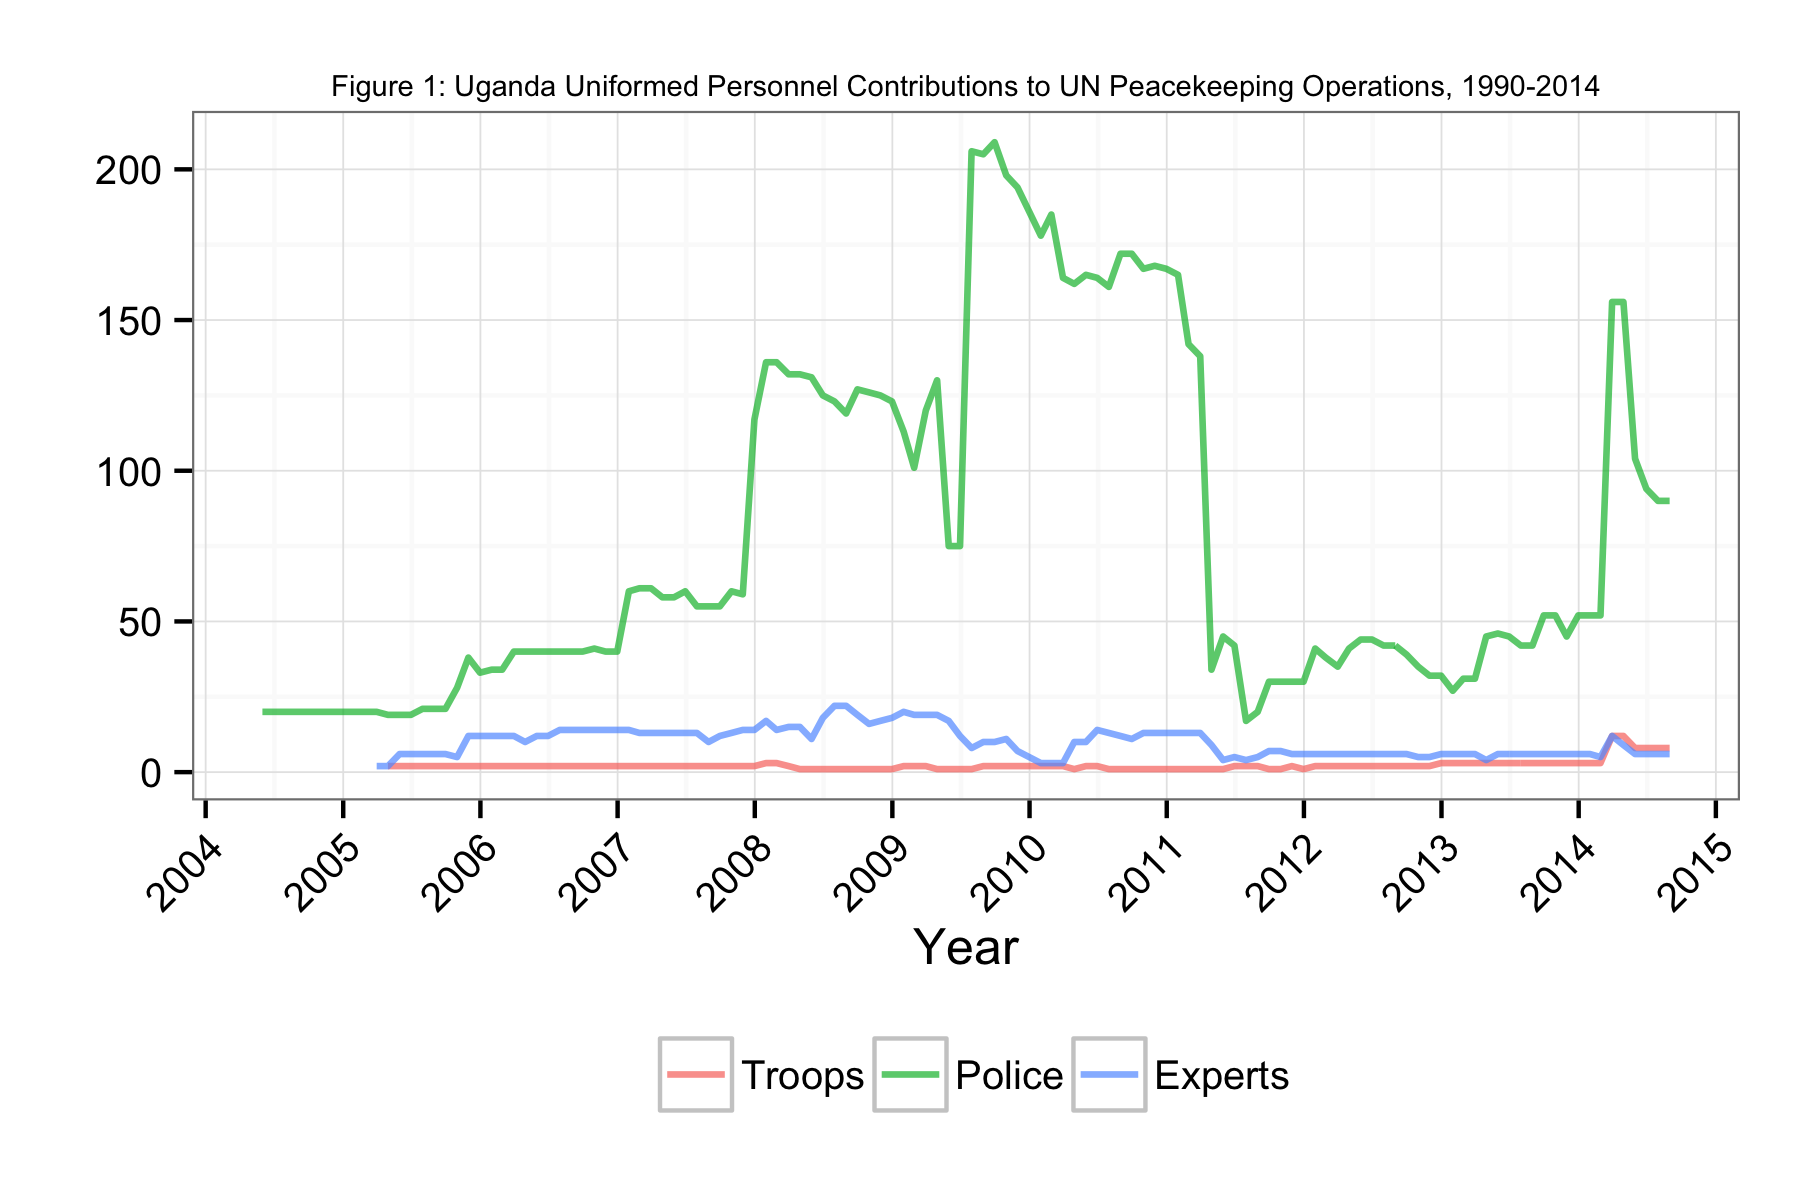 Figure 1: Uganda Uniformed Personnel Contributions to UN Peacekeeping Operations, 1990-2014
200
150
100
50
0
2004 2005 2006 2007 2008 2009 2010 2011 2012 2013 2014 2015
Year
Troops Police Experts